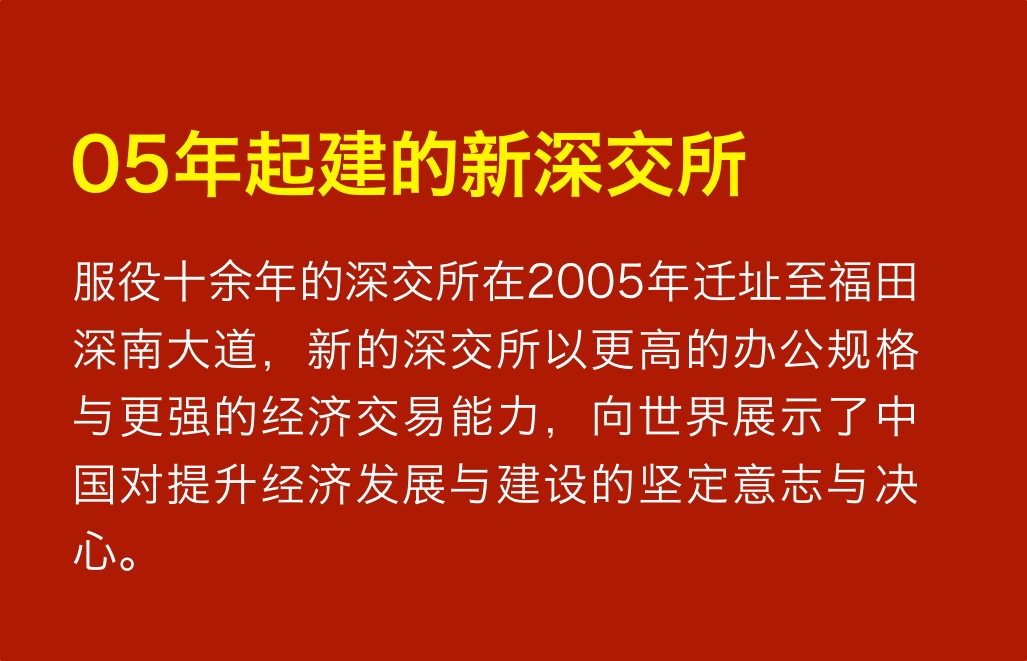 05年起建的新深交所
服役十余年的深交所在2005年迁址至福田
深南大道，新的深交所以更高的办公规格
与更强的经济交易能力，向世界展示了中
国对提升经济发展与建设的坚定意志与决
心。